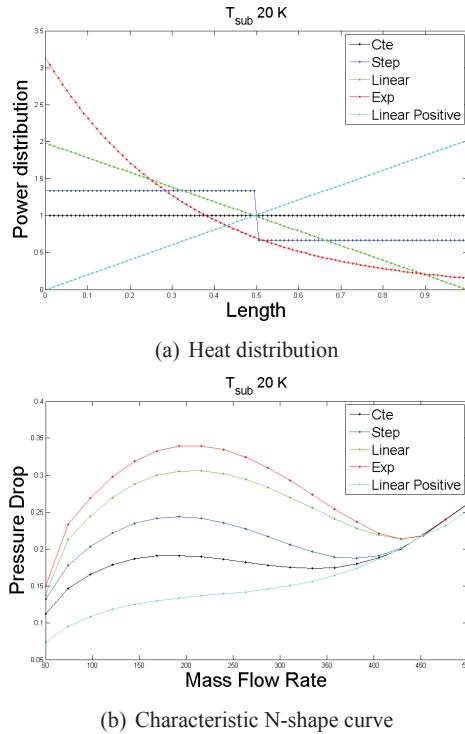 T_sub 20 K
Cte
Step
Linear
Exp
Linear Positive
Power distribution
3.5
3
2.5
2
1.5
1
0.5
0
0 0.1 0.2 0.3 0.4 0.5 0.6 0.7 0.8 0.9
Length
(a) Heat distribution
T_sub 20 K
Cte
Step
Linear
Exp
Linear Positive
Pressure Drop
0.4
0.35
0.3
0.25
0.2
0.15
0.1
0.05
50 100 150 200 250 300 350 400 450 500
Mass Flow Rate
(b) Characteristic N-shape curve